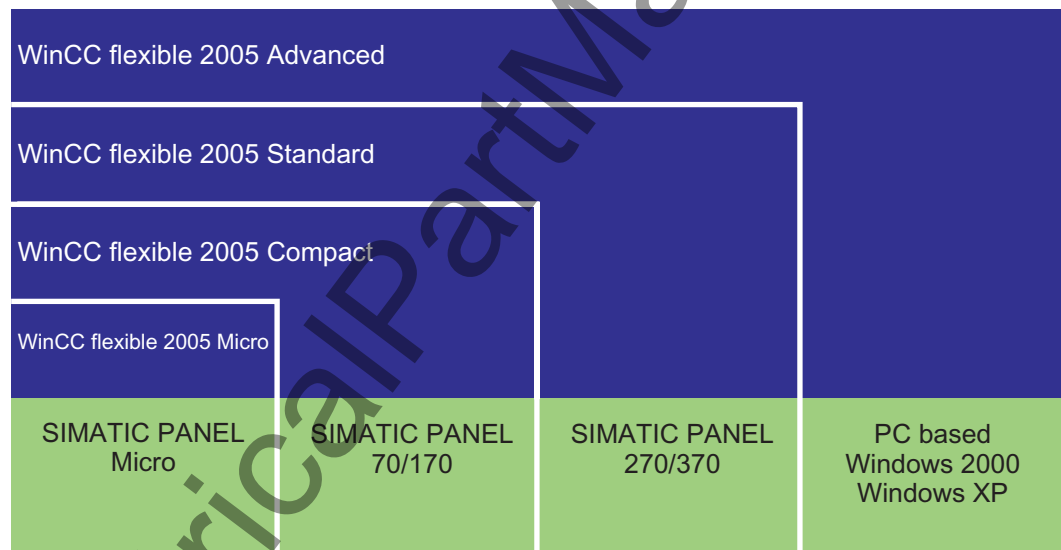 WinCC flexible 2005 Advanced
WinCC flexible 2005 Standard
WinCC flexible 2005 Compact
WinCC flexible 2005 Micro
SIMATIC PANEL
Micro
SIMATIC PANEL
70/170
SIMATIC PANEL
270/370
PC based
Windows 2000
Windows XP
ricalPartMa